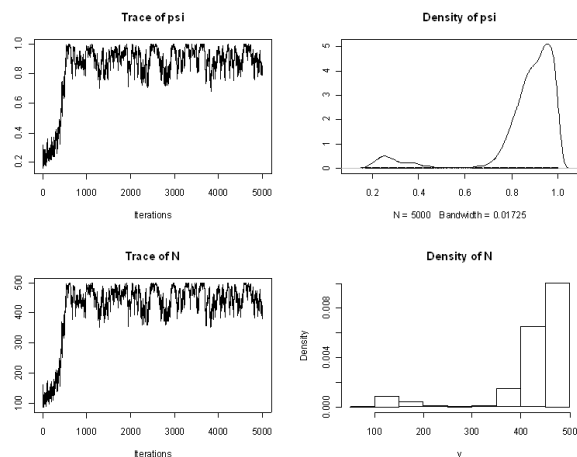 Trace of psi
1.0
0.8
0.6
0.4
0.2
0 1000 2000 3000 4000 5000
Iterations
Density of psi
5
4
3
2
1
0
0.2 0.4 0.6 0.8 1.0
N = 5000 Bandwidth = 0.01725
Trace of N
500
400
300
200
100
0 1000 2000 3000 4000 5000
Iterations
Density of N
Density
0.008
0.004
0.000
100 200 300 400 500
v